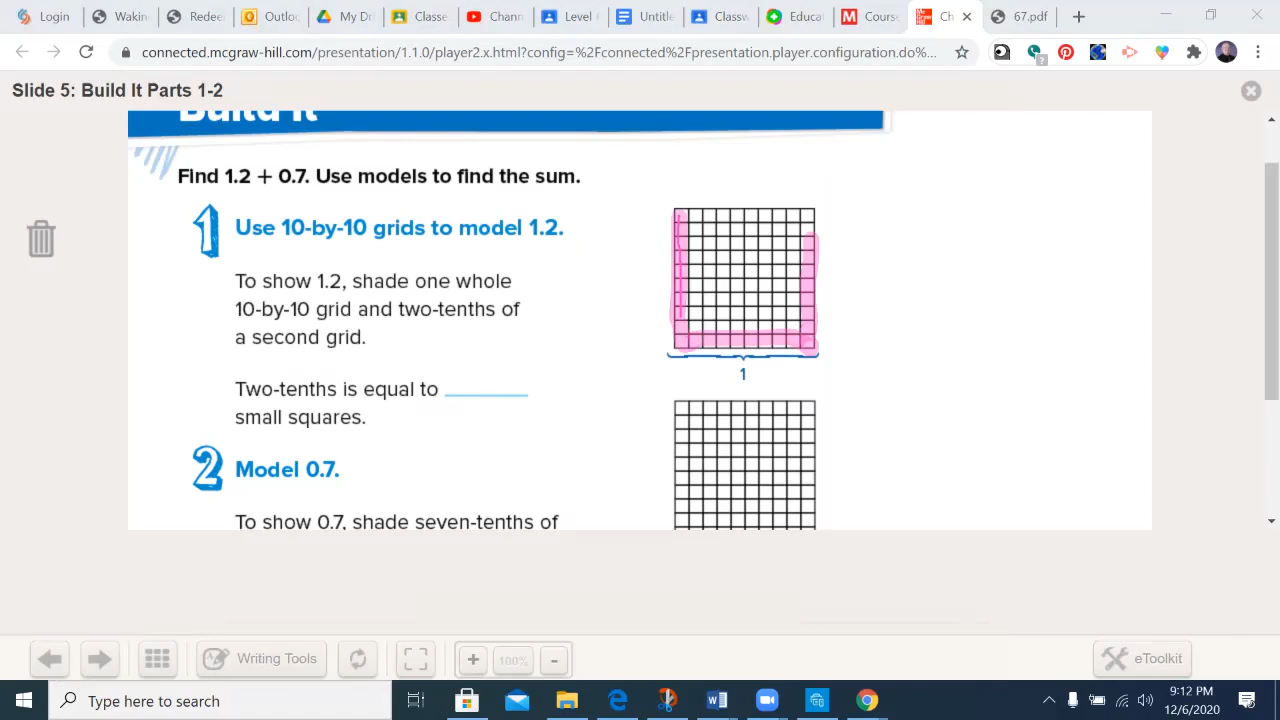 Login
Wakin
Redee
Outlo
My Dri
Classe
Chann
Level
Untitle
Classw
Educat
Course
Ch
67.pdf
connected.mcgraw-hill.com/presentation/1.1.0/player2.x.html?config=%2Fconnected%2Fpresentation.player.configuration.do%...
Slide 5: Build It Parts 1-2
Build It
Find 1.2 + 0.7. Use models to find the sum.
1 Use 10-by-10 grids to model 1.2.
To show 1.2, shade one whole
10-by-10 grid and two-tenths of
a second grid.
1
Two-tenths is equal to
small squares.
2 Model 0.7.
To show 0.7, shade seven-tenths of
Writing Tools
+ 100% -
eToolkit
Type here to search
9:12 PM
12/6/2020